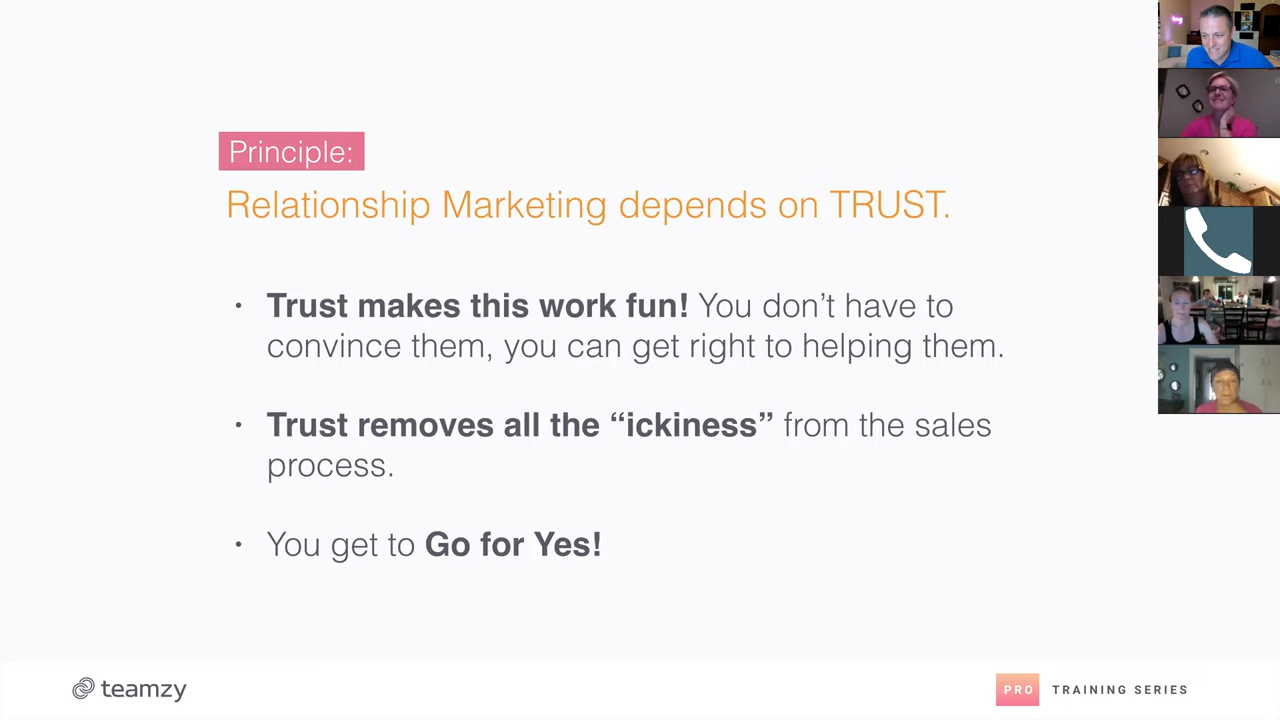 Principle:
Relationship Marketing depends on TRUST.
• Trust makes this work fun! You don’t have to
convince them, you can get right to helping them.
• Trust removes all the “ickiness” from the sales
process.
• You get to Go for Yes!
teamzy
PRO TRAINING SERIES